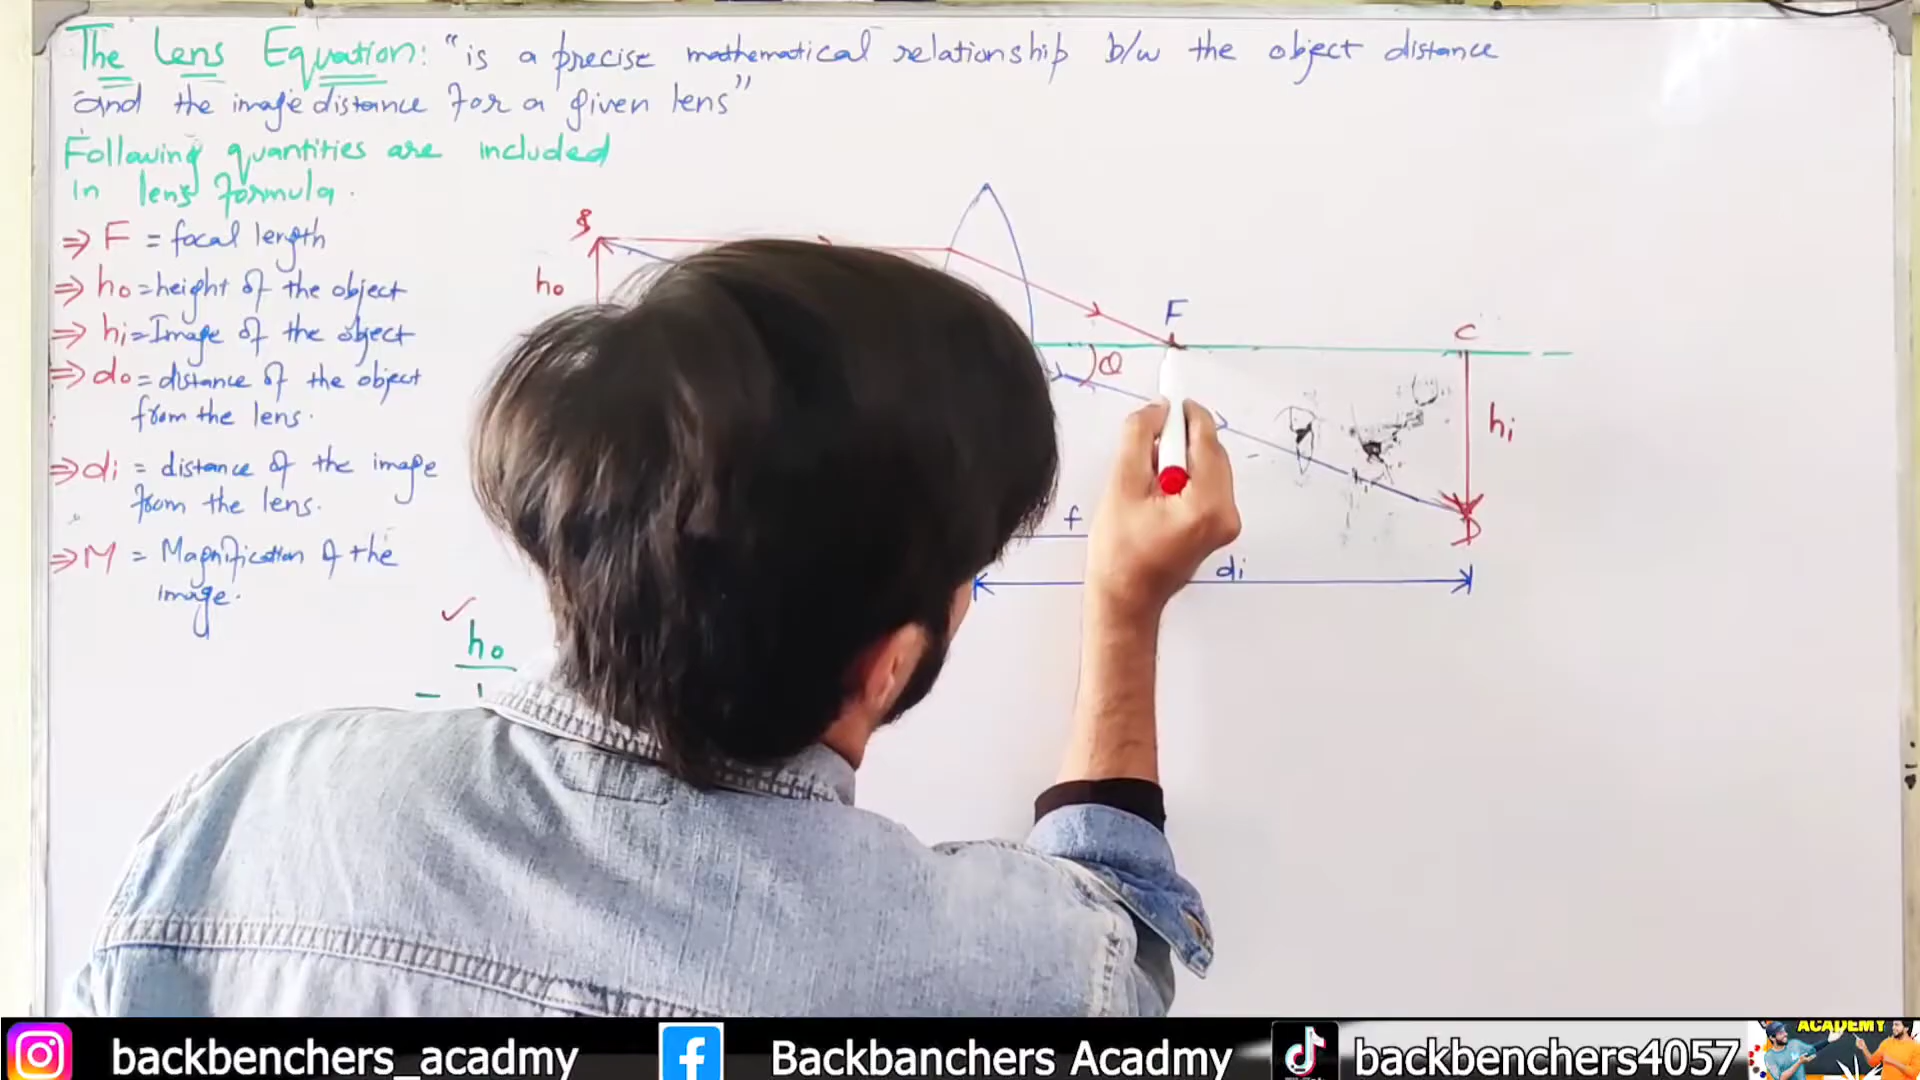 The Lens Equation: "is a precise mathematical relationship b/w the object distance
and the image distance for a given lens"
Following quantities are included
in lens formula.
⇒ F = focal length
⇒ ho = height of the object
⇒ hi = Image of the object
⇒ do = distance of the object
from the lens.
⇒ di = distance of the image
from the lens.
⇒ M = Magnification of the
image.
ho
F
C
θ
hi
f
D
di
ho
-
backbenchers_acadmy
Backbanchers Acadmy
backbenchers4057
ACADEMY